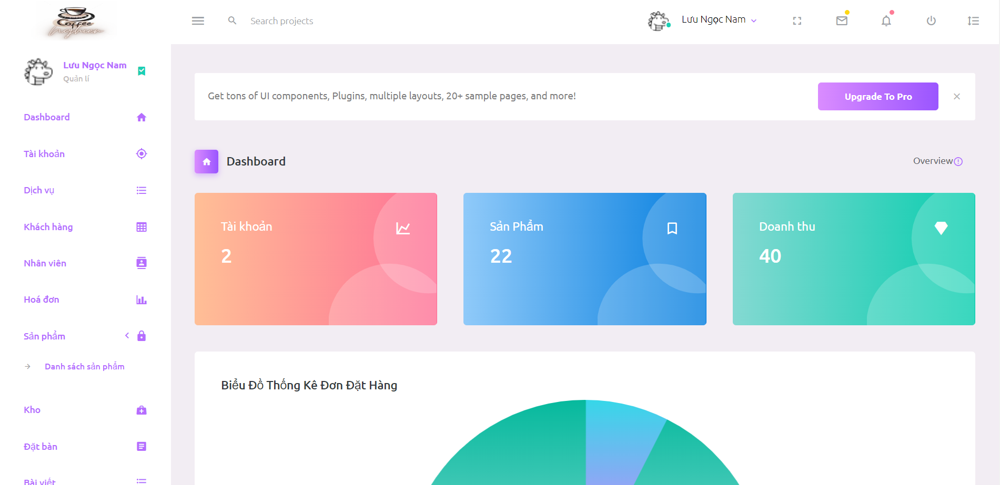 Coffee
Nghien
Search projects
Lưu Ngọc Nam
Lưu Ngọc Nam
Quản lí
Dashboard
Tài khoản
Dịch vụ
Khách hàng
Nhân viên
Hoá đơn
Sản phẩm
Danh sách sản phẩm
Kho
Đặt bàn
Bài viết
Get tons of UI components, Plugins, multiple layouts, 20+ sample pages, and more!
Upgrade To Pro
Dashboard
Overview
Tài khoản
2
Sản Phẩm
22
Doanh thu
40
Biểu Đồ Thống Kê Đơn Đặt Hàng